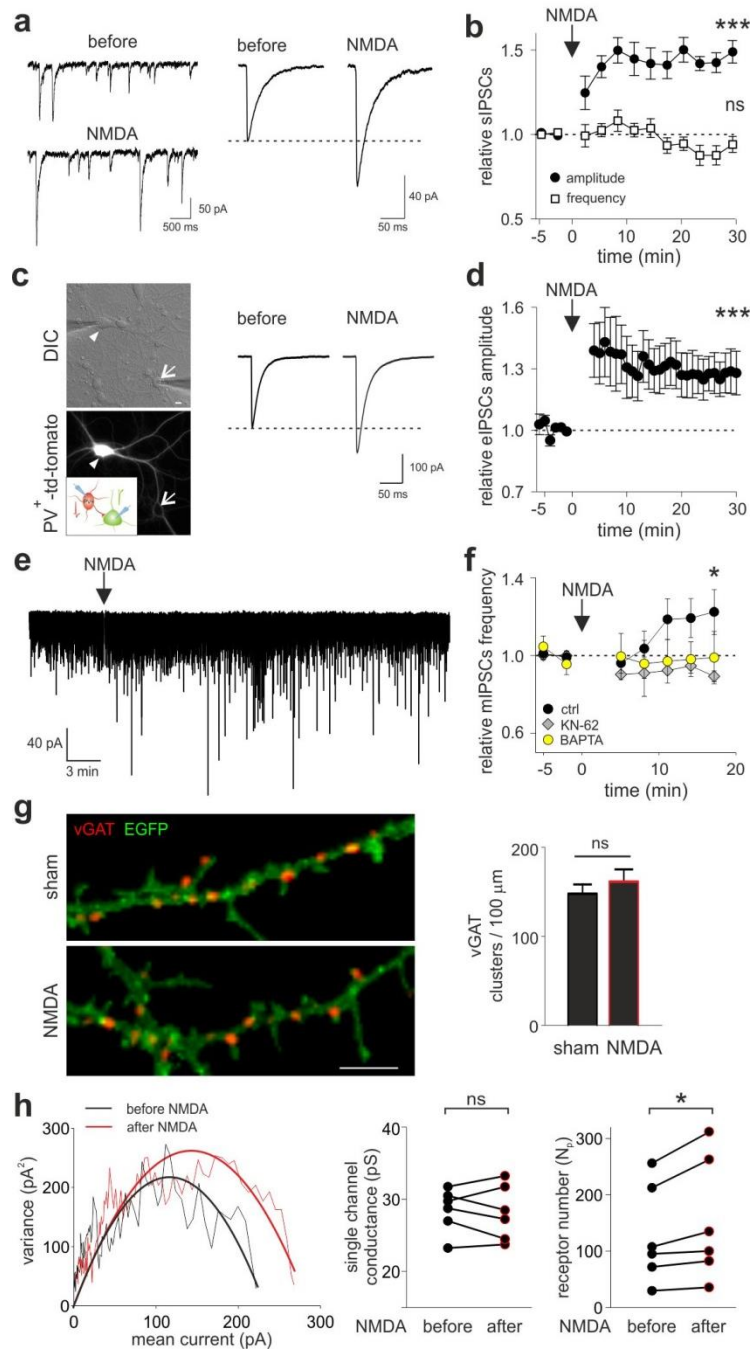 a
before
NMDA
500 ms
50 pA
before
NMDA
40 pA
50 ms
b
NMDA
***
ns
relative sIPSCs
1.5
1.0
0.5
amplitude
frequency
-5
0
10
20
30
time (min)
c
DIC
PV+-td-tomato
before
NMDA
100 pA
50 ms
d
NMDA
***
relative eIPSCs amplitude
1.6
1.3
1.0
0.7
-5
0
10
20
30
time (min)
e
NMDA
40 pA
3 min
f
NMDA
*
relative mIPSCs frequency
1.4
1.0
0.6
ctrl
KN-62
BAPTA
-5
0
10
20
time (min)
g
vGAT EGFP
sham
NMDA
ns
vGAT
clusters / 100 µm
200
150
100
0
sham NMDA
h
before NMDA
after NMDA
variance (pA2)
300
200
100
0
0
100
200
300
mean current (pA)
ns
single channel
conductance (pS)
40
30
20
NMDA before after
*
receptor number (Np)
300
200
100
0
NMDA before after